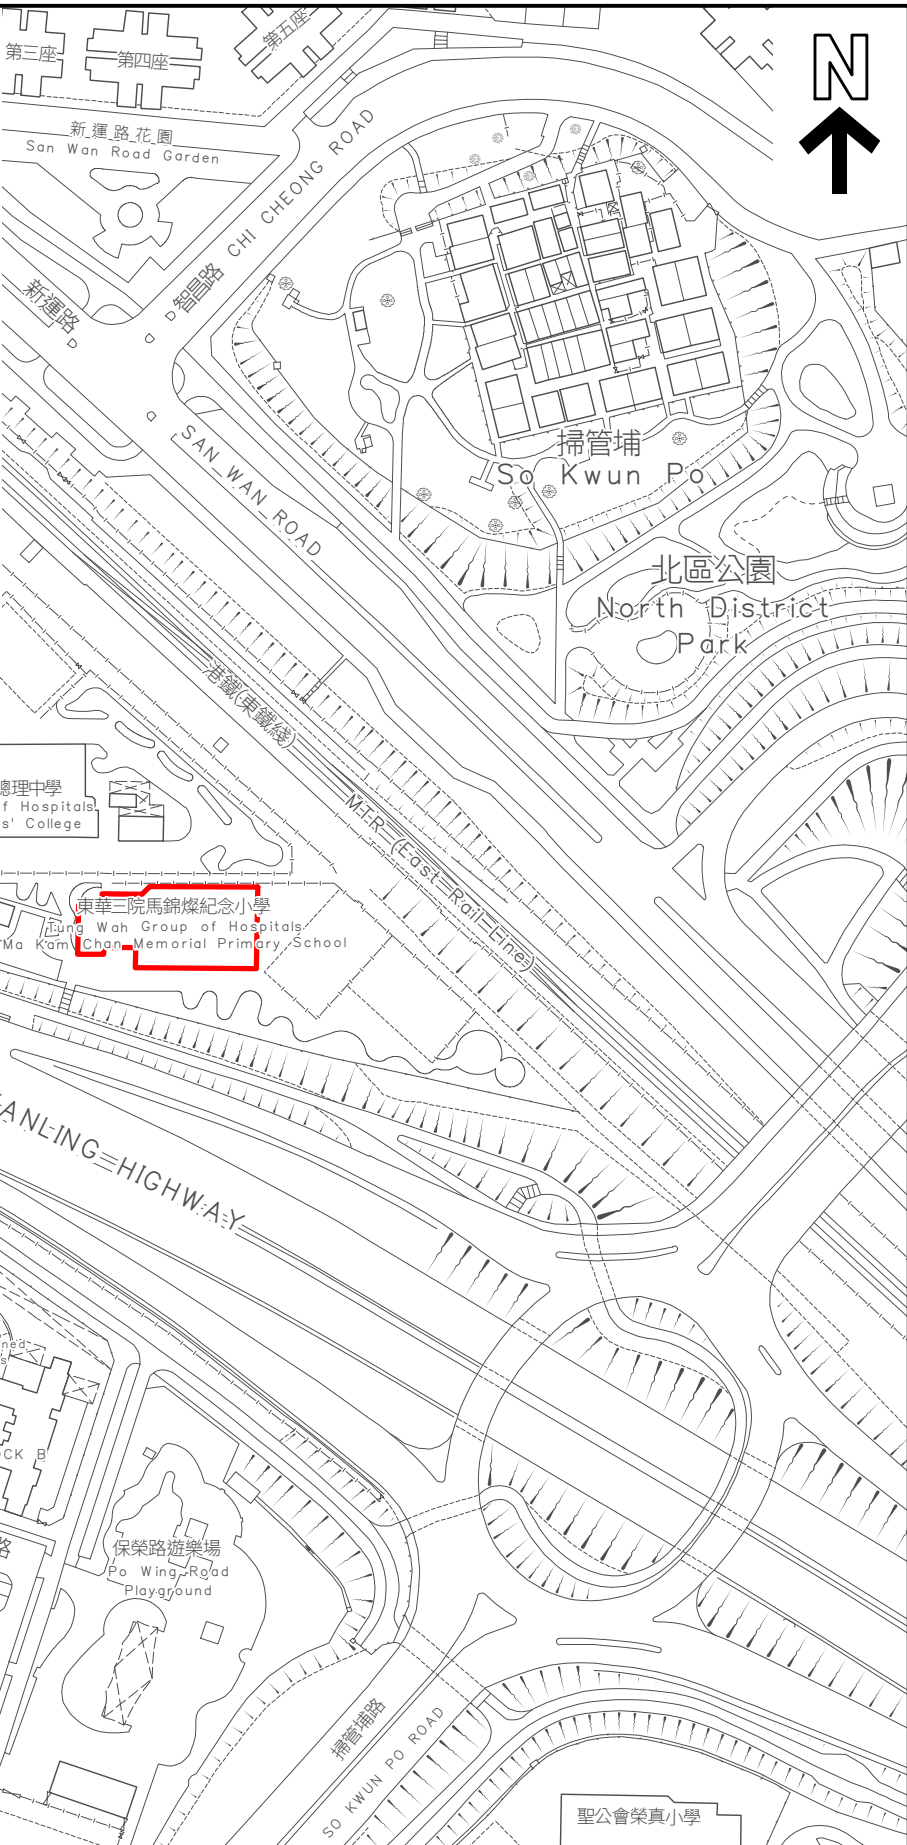 第三座
第四座
第五座
N
新運路花園
San Wan Road Garden
智昌路 CHI CHEONG ROAD
新運路
SAN WAN ROAD
掃管埔
So Kwun Po
北區公園
North District
Park
港鐵(東鐵綫)
MTR (East Rail Line)
總理中學
f Hospitals
s' College
東華三院馬錦燦紀念小學
Tung Wah Group of Hospitals
Ma Kam Chan Memorial Primary School
ANLING HIGHWAY
ned
s
OCK B
路
保榮路遊樂場
Po Wing Road
Playground
掃管埔路
SO KWUN PO ROAD
聖公會榮真小學